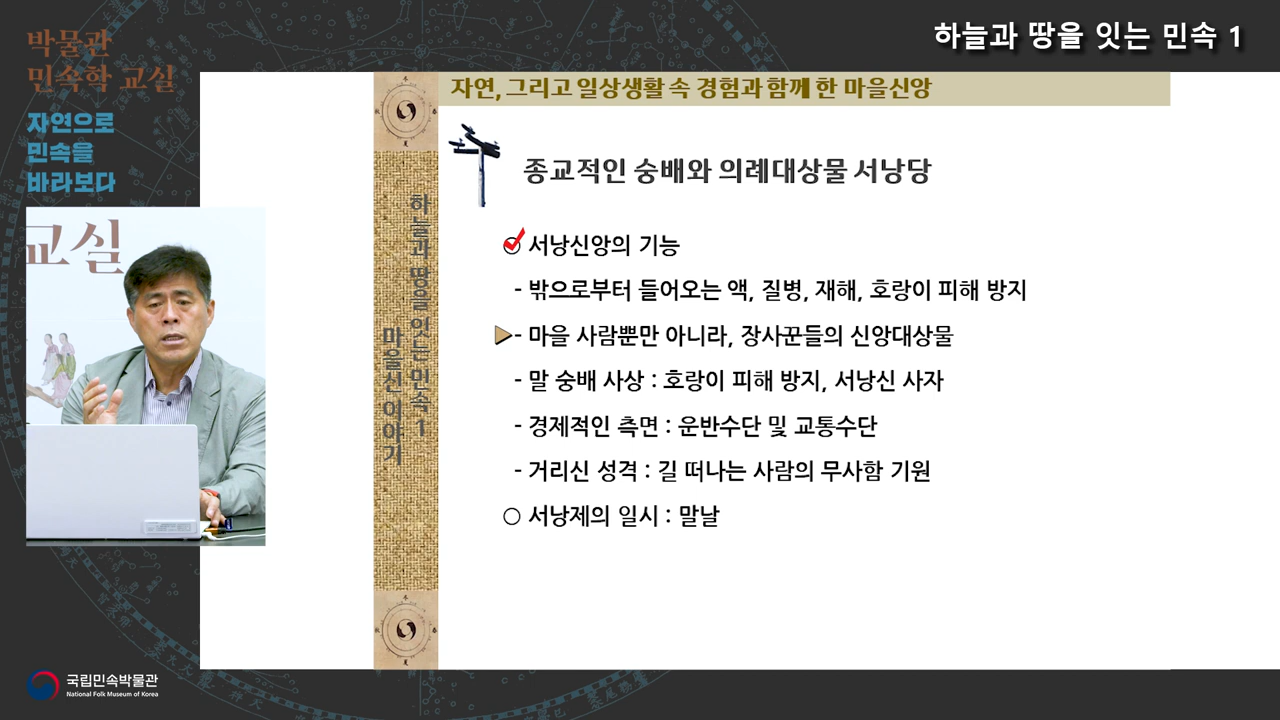 하늘과 땅을 잇는 민속 1
박물관
민속학 교실
자연으로
민속을
바라보다
교실
자연, 그리고 일상생활 속 경험과 함께 한 마을신앙
하늘과 땅을 잇는 민속 1
마을신 이야기
종교적인 숭배와 의례대상물 서낭당
서낭신앙의 기능
- 밖으로부터 들어오는 액, 질병, 재해, 호랑이 피해 방지
- 마을 사람뿐만 아니라, 장사꾼들의 신앙대상물
- 말 숭배 사상 : 호랑이 피해 방지, 서낭신 사자
- 경제적인 측면 : 운반수단 및 교통수단
- 거리신 성격 : 길 떠나는 사람의 무사함 기원
○ 서낭제의 일시 : 말날
국립민속박물관
National Folk Museum of Korea